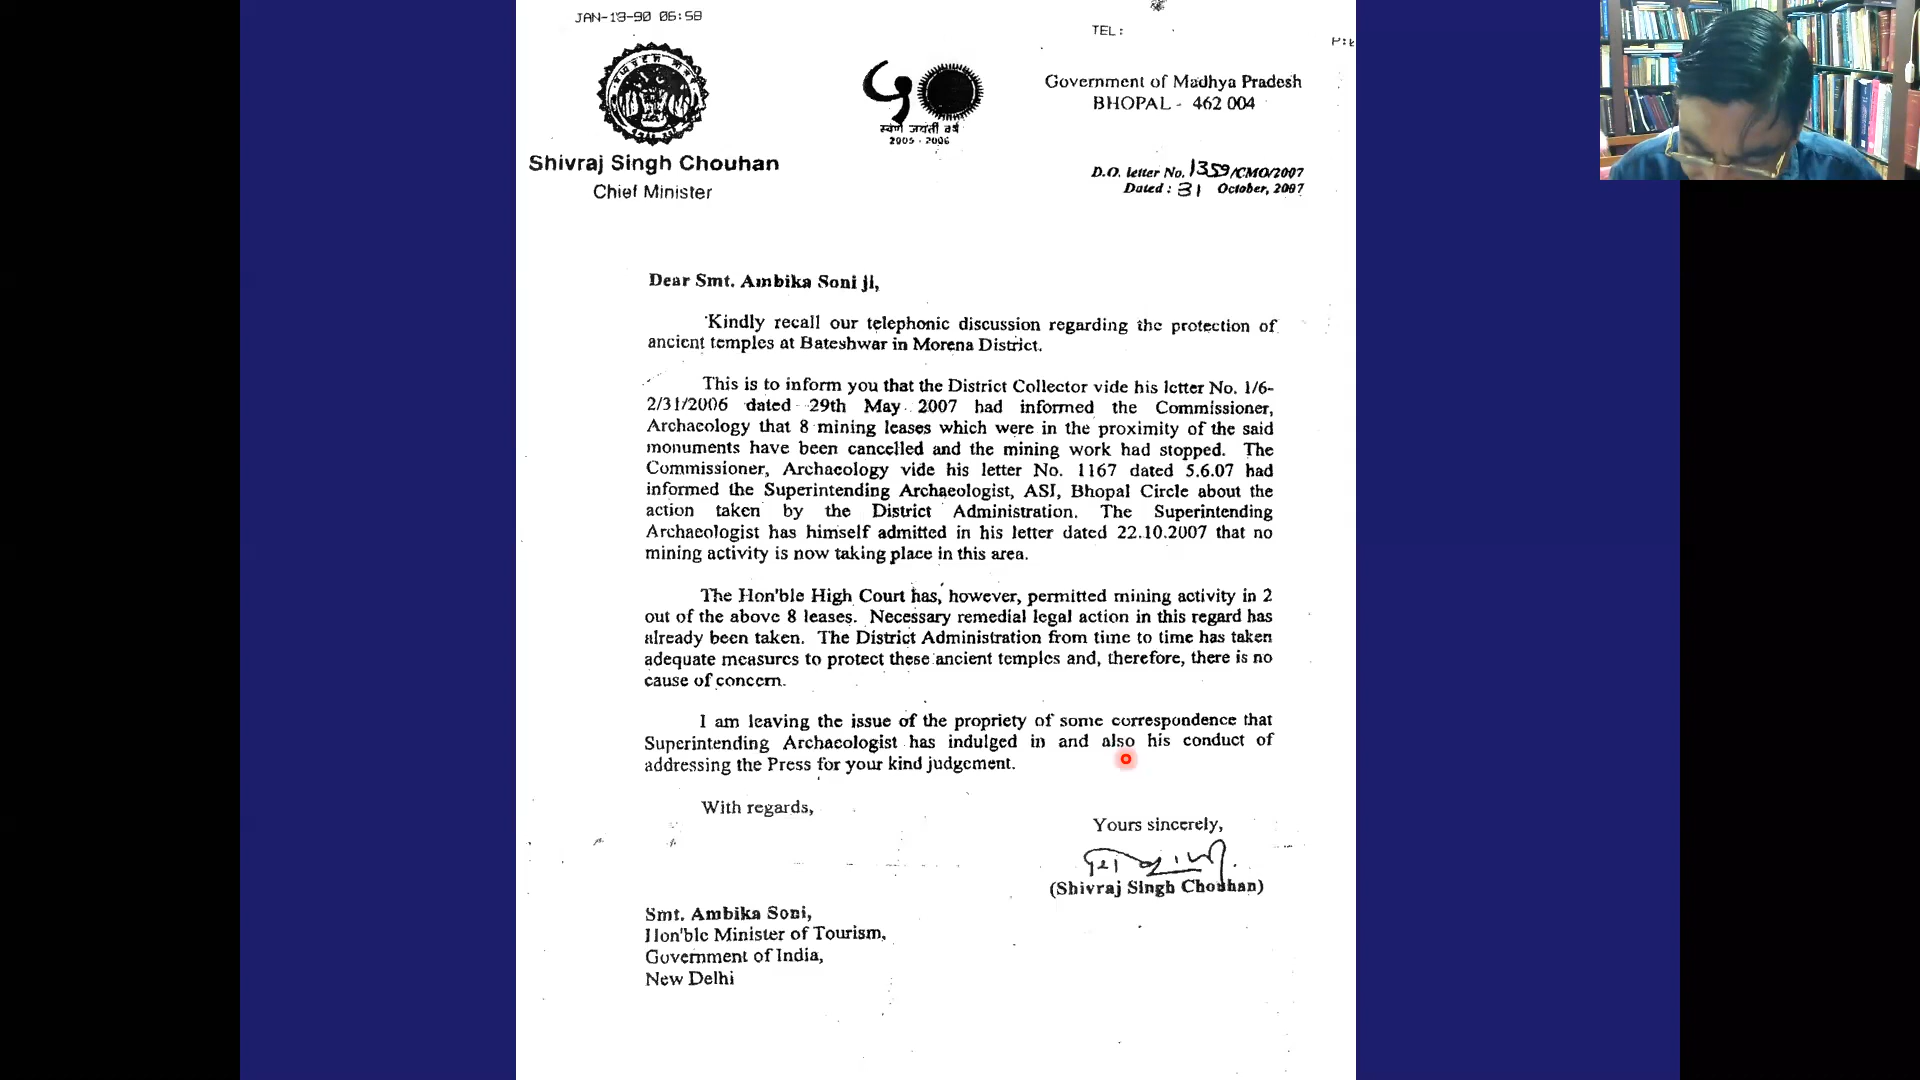 JAN-13-90 06:58
TEL:
Government of Madhya Pradesh
BHOPAL - 462 004
स्वर्ण जयंती वर्ष
2005 - 2006
Shivraj Singh Chouhan
Chief Minister
D.O. letter No. 1359/CMO/2007
Dated : 31 October, 2007
Dear Smt. Ambika Soni ji,
Kindly recall our telephonic discussion regarding the protection of
ancient temples at Bateshwar in Morena District.
This is to inform you that the District Collector vide his letter No. 1/6-
2/31/2006 dated 29th May 2007 had informed the Commissioner,
Archaeology that 8 mining leases which were in the proximity of the said
monuments have been cancelled and the mining work had stopped. The
Commissioner, Archaeology vide his letter No. 1167 dated 5.6.07 had
informed the Superintending Archaeologist, ASI, Bhopal Circle about the
action taken by the District Administration. The Superintending
Archaeologist has himself admitted in his letter dated 22.10.2007 that no
mining activity is now taking place in this area.
The Hon'ble High Court has, however, permitted mining activity in 2
out of the above 8 leases. Necessary remedial legal action in this regard has
already been taken. The District Administration from time to time has taken
adequate measures to protect these ancient temples and, therefore, there is no
cause of concern.
I am leaving the issue of the propriety of some correspondence that
Superintending Archaeologist has indulged in and also his conduct of
addressing the Press for your kind judgement.
With regards,
Yours sincerely,
(Shivraj Singh Chouhan)
Smt. Ambika Soni,
Hon'ble Minister of Tourism,
Government of India,
New Delhi